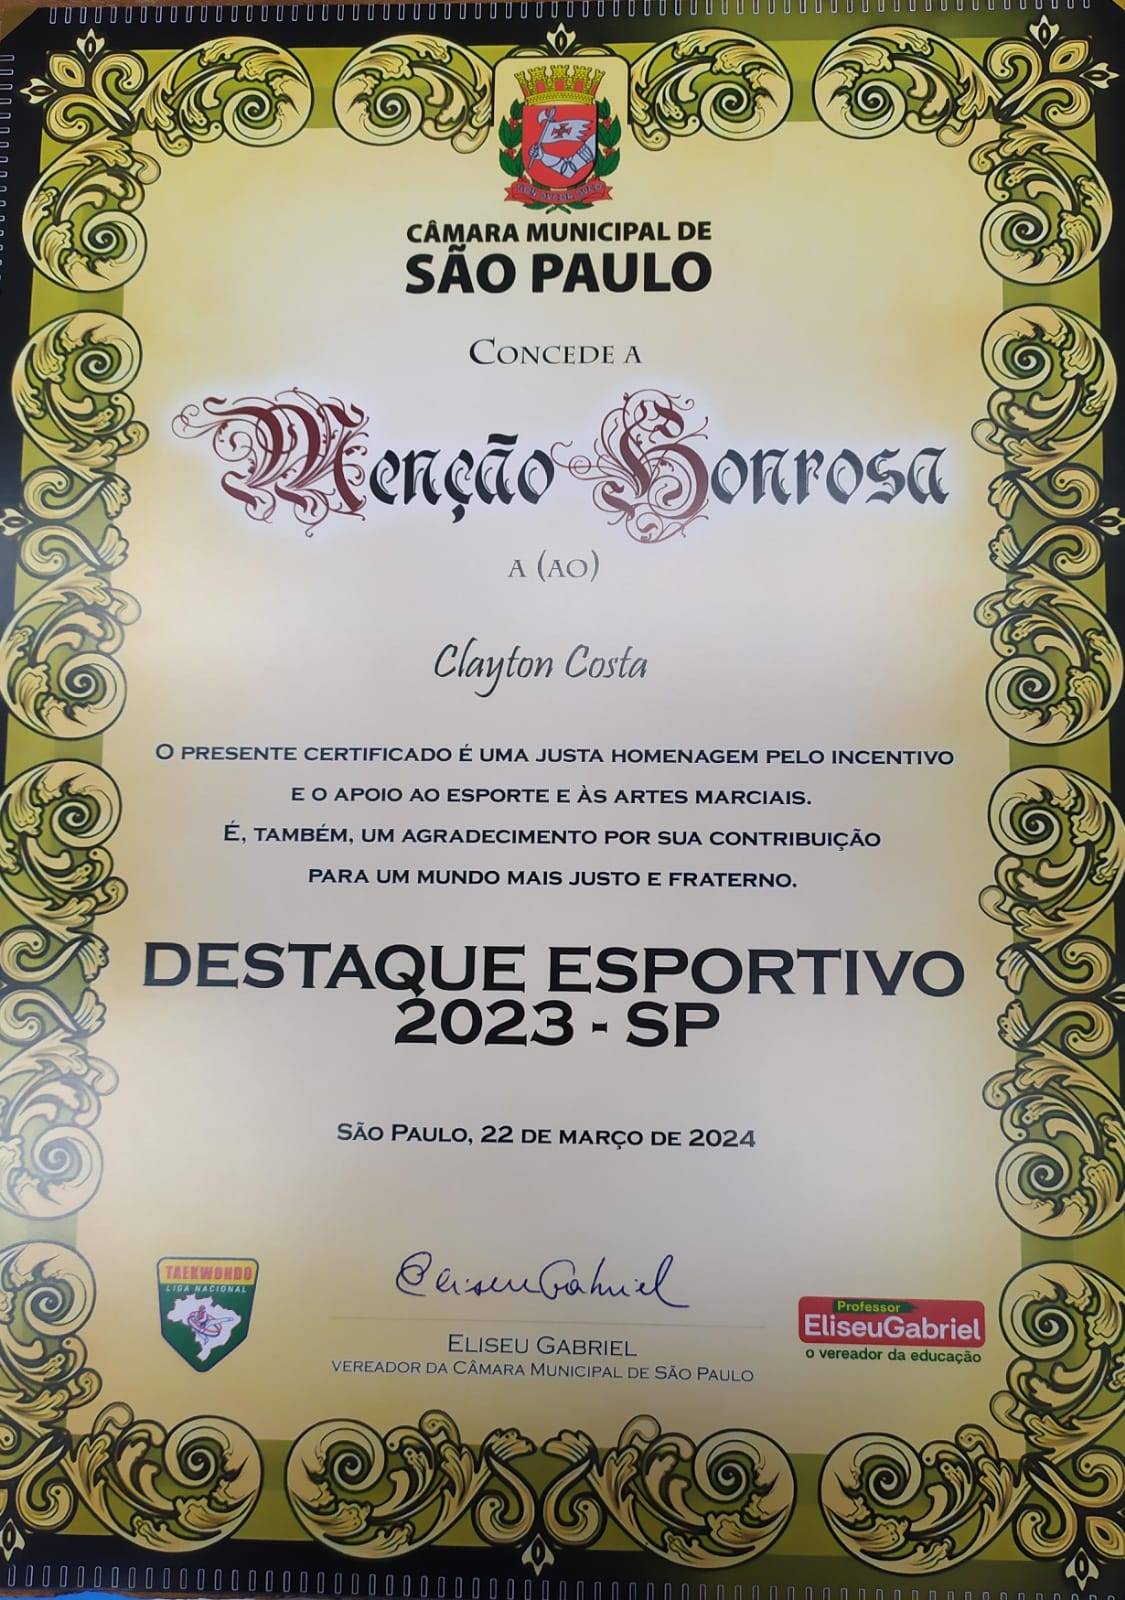 CÂMARA MUNICIPAL DE
SÃO PAULO
CONCEDE A
Menção Honrosa
A (AO)
Clayton Costa
O PRESENTE CERTIFICADO É UMA JUSTA HOMENAGEM PELO INCENTIVO
E O APOIO AO ESPORTE E ÀS ARTES MARCIAIS.
É, TAMBÉM, UM AGRADECIMENTO POR SUA CONTRIBUIÇÃO
PARA UM MUNDO MAIS JUSTO E FRATERNO.
DESTAQUE ESPORTIVO
2023 - SP
SÃO PAULO, 22 DE MARÇO DE 2024
TAEKWONDO
LIGA NACIONAL
Eliseu Gabriel
ELISEU GABRIEL
VEREADOR DA CÂMARA MUNICIPAL DE SÃO PAULO
Professor
EliseuGabriel
o vereador da educação